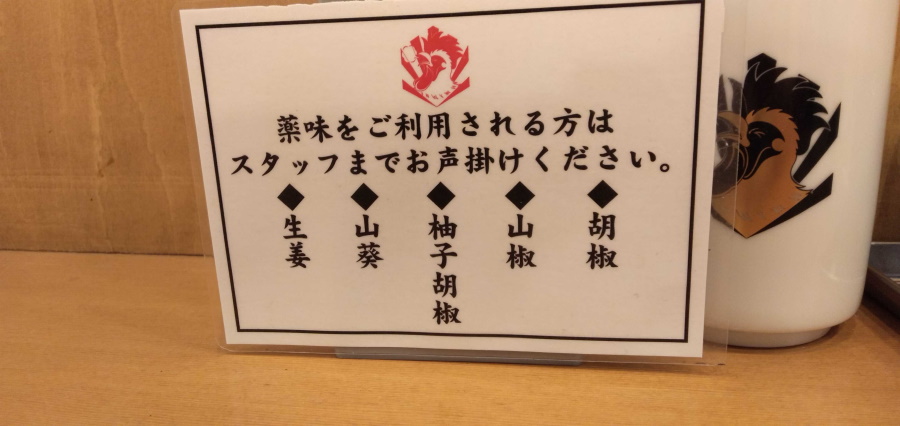 薬味をご利用される方は
スタッフまでお声掛けください。
◆胡椒
◆山椒
◆柚子胡椒
◆山葵
◆生姜